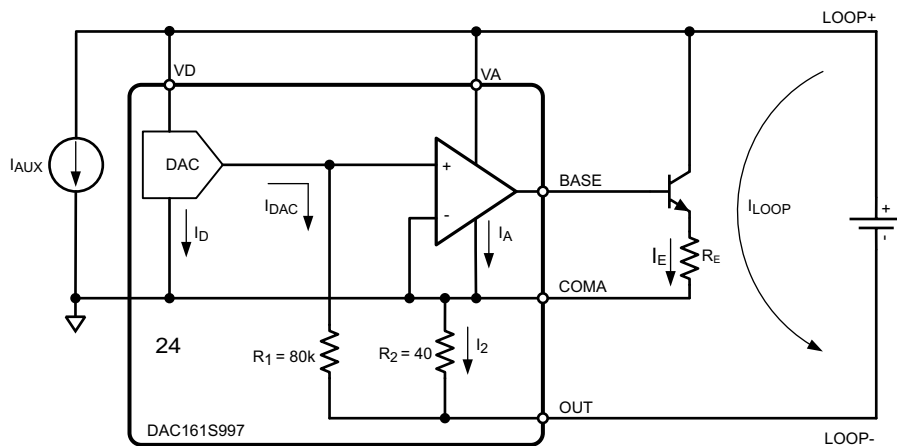 LOOP+
VD
VA
DAC
+
-
BASE
IAUX
IDAC
ID
IA
IE
RE
ILOOP
+
-
COMA
24
R1 = 80k
R2 = 40
I2
OUT
DAC161S997
LOOP-